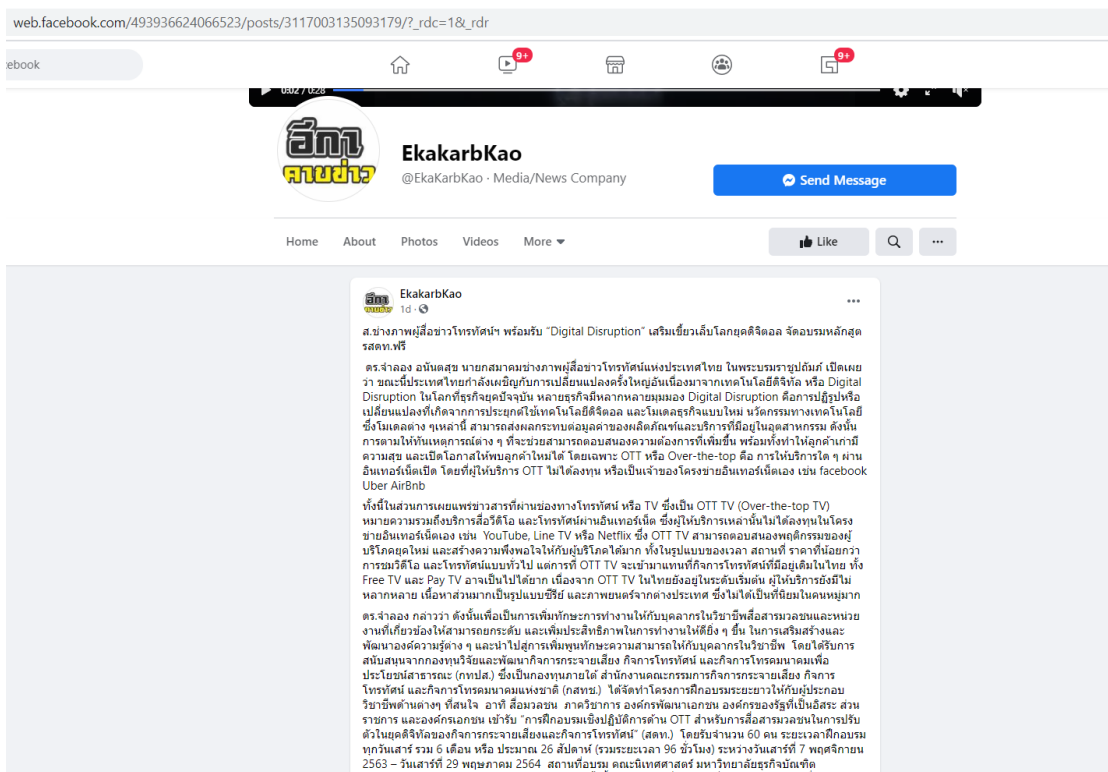 web.facebook.com/493936624066523/posts/3117003135093179/?_rdc=1&_rdr
cebook
9+
9+
0:02 / 0:28
อีกา
คาบข่าว
EkakarbKao
@EkaKarbKao · Media/News Company
Send Message
Home
About
Photos
Videos
More
Like
อีกา
คาบข่าว
EkakarbKao
1d ·
ส.ช่างภาพผู้สื่อข่าวโทรทัศน์ฯ พร้อมรับ “Digital Disruption” เสริมเขี้ยวเล็บโลกยุคดิจิตอล จัดอบรมหลักสูต
รสตท.ฟรี
ดร.จำลอง อนันตสุข นายกสมาคมช่างภาพผู้สื่อข่าวโทรทัศน์แห่งประเทศไทย ในพระบรมราชูปถัมภ์ เปิดเผย
ว่า ขณะนี้ประเทศไทยกำลังเผชิญกับการเปลี่ยนแปลงครั้งใหญ่อันเนื่องมาจากเทคโนโลยีดิจิทัล หรือ Digital
Disruption ในโลกที่ธุรกิจยุคปัจจุบัน หลายธุรกิจมีหลากหลายมุมมอง Digital Disruption คือการปฏิรูปหรือ
เปลี่ยนแปลงที่เกิดจากการประยุกต์ใช้เทคโนโลยีดิจิตอล และโมเดลธุรกิจแบบใหม่ นวัตกรรมทางเทคโนโลยี
ซึ่งโมเดลต่าง ๆเหล่านี้ สามารถส่งผลกระทบต่อมูลค่าของผลิตภัณฑ์และบริการที่มีอยู่ในอุตสาหกรรม ดังนั้น
การตามให้ทันเหตุการณ์ต่าง ๆ ที่จะช่วยสามารถตอบสนองความต้องการที่เพิ่มขึ้น พร้อมทั้งทำให้ลูกค้าเก่ามี
ความสุข และเปิดโอกาสให้พบลูกค้าใหม่ได้ โดยเฉพาะ OTT หรือ Over-the-top คือ การให้บริการใด ๆ ผ่าน
อินเทอร์เน็ตเปิด โดยที่ผู้ให้บริการ OTT ไม่ได้ลงทุน หรือเป็นเจ้าของโครงข่ายอินเทอร์เน็ตเอง เช่น facebook
Uber AirBnb
ทั้งนี้ในส่วนการเผยแพร่ข่าวสารที่ผ่านช่องทางโทรทัศน์ หรือ TV ซึ่งเป็น OTT TV (Over-the-top TV)
หมายความรวมถึงบริการสื่อวีดิโอ และโทรทัศน์ผ่านอินเทอร์เน็ต ซึ่งผู้ให้บริการเหล่านั้นไม่ได้ลงทุนในโครง
ข่ายอินเทอร์เน็ตเอง เช่น YouTube, Line TV หรือ Netflix ซึ่ง OTT TV สามารถตอบสนองพฤติกรรมของผู้
บริโภคยุคใหม่ และสร้างความพึงพอใจให้กับผู้บริโภคได้มาก ทั้งในรูปแบบของเวลา สถานที่ ราคาที่น้อยกว่า
การชมวิดีโอ และโทรทัศน์แบบทั่วไป แต่การที่ OTT TV จะเข้ามาแทนที่กิจการโทรทัศน์ที่มีอยู่เดิมในไทย ทั้ง
Free TV และ Pay TV อาจเป็นไปได้ยาก เนื่องจาก OTT TV ในไทยยังอยู่ในระดับเริ่มต้น ผู้ให้บริการยังมีไม่
หลากหลาย เนื้อหาส่วนมากเป็นรูปแบบซีรีย์ และภาพยนตร์จากต่างประเทศ ซึ่งไม่ได้เป็นที่นิยมในคนหมู่มาก
ดร.จำลอง กล่าวว่า ดังนั้นเพื่อเป็นการเพิ่มทักษะการทำงานให้กับบุคลากรในวิชาชีพสื่อสารมวลชนและหน่วย
งานที่เกี่ยวข้องให้สามารถยกระดับ และเพิ่มประสิทธิภาพในการทำงานให้ดียิ่ง ๆ ขึ้น ในการเสริมสร้างและ
พัฒนาองค์ความรู้ต่าง ๆ และนำไปสู่การเพิ่มพูนทักษะความสามารถให้กับบุคลากรในวิชาชีพ โดยได้รับการ
สนับสนุนจากกองทุนวิจัยและพัฒนากิจการกระจายเสียง กิจการโทรทัศน์ และกิจการโทรคมนาคมเพื่อ
ประโยชน์สาธารณะ (กทปส.) ซึ่งเป็นกองทุนภายใต้ สำนักงานคณะกรรมการกิจการกระจายเสียง กิจการ
โทรทัศน์ และกิจการโทรคมนาคมแห่งชาติ (กสทช.) ได้จัดทำโครงการฝึกอบรมระยะยาวให้กับผู้ประกอบ
วิชาชีพด้านต่างๆ ที่สนใจ อาทิ สื่อมวลชน ภาควิชาการ องค์กรพัฒนาเอกชน องค์กรของรัฐที่เป็นอิสระ ส่วน
ราชการ และองค์กรเอกชน เข้ารับ “การฝึกอบรมเชิงปฏิบัติการด้าน OTT สำหรับการสื่อสารมวลชนในการปรับ
ตัวในยุคดิจิทัลของกิจการกระจายเสียงและกิจการโทรทัศน์” (สตท.) โดยรับจำนวน 60 คน ระยะเวลาฝึกอบรม
ทุกวันเสาร์ รวม 6 เดือน หรือ ประมาณ 26 สัปดาห์ (รวมระยะเวลา 96 ชั่วโมง) ระหว่างวันเสาร์ที่ 7 พฤศจิกายน
2563 – วันเสาร์ที่ 29 พฤษภาคม 2564 สถานที่อบรม คณะนิเทศศาสตร์ มหาวิทยาลัยธุรกิจบัณฑิต